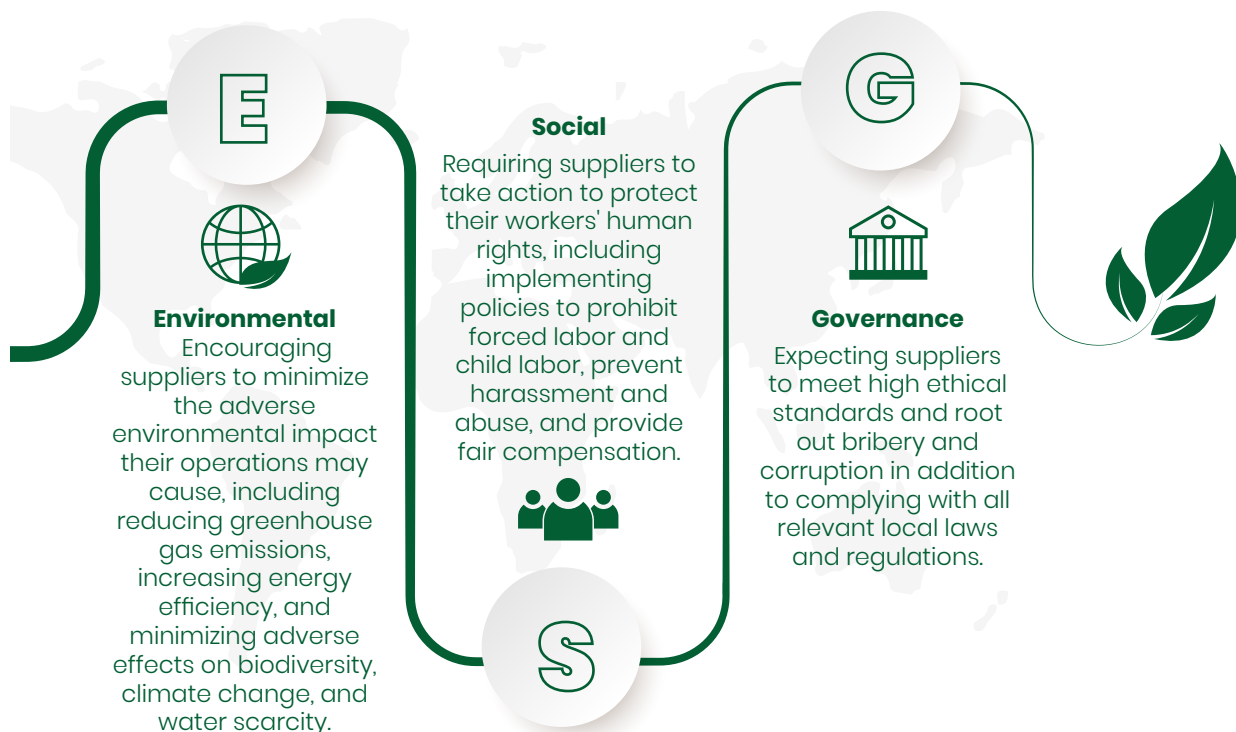 E
Environmental
Encouraging
suppliers to minimize
the adverse
environmental impact
their operations may
cause, including
reducing greenhouse
gas emissions,
increasing energy
efficiency, and
minimizing adverse
effects on biodiversity,
climate change, and
water scarcity.
Social
Requiring suppliers to
take action to protect
their workers' human
rights, including
implementing
policies to prohibit
forced labor and
child labor, prevent
harassment and
abuse, and provide
fair compensation.
S
G
Governance
Expecting suppliers
to meet high ethical
standards and root
out bribery and
corruption in addition
to complying with all
relevant local laws
and regulations.